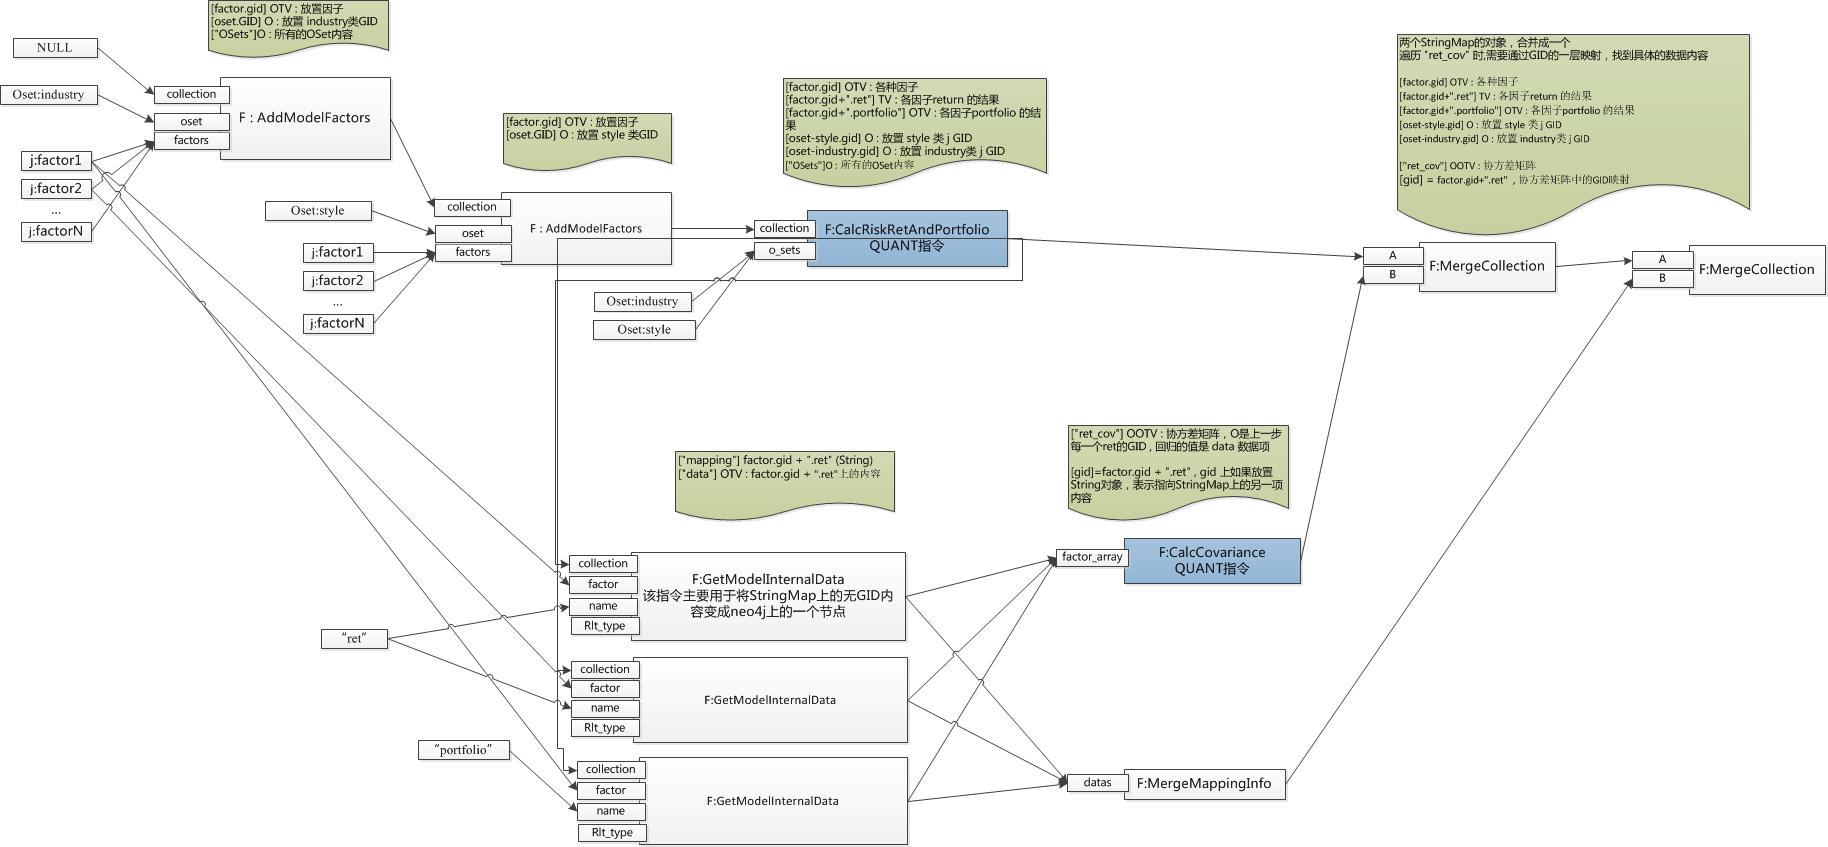 [factor.gid] OTV : 放置因子
[oset.GID] O : 放置 industry类GID
["OSets"]O : 所有的OSet内容
NULL
Oset:industry
j:factor1
j:factor2
...
j:factorN
collection
oset
factors
F : AddModelFactors
[factor.gid] OTV : 放置因子
[oset.GID] O : 放置 style 类GID
Oset:style
j:factor1
j:factor2
...
j:factorN
collection
oset
factors
F : AddModelFactors
[factor.gid] OTV : 各种因子
[factor.gid+".ret"] TV : 各因子return 的结果
[factor.gid+".portfolio"] OTV : 各因子portfolio 的结
果
[oset-style.gid] O : 放置 style 类 j GID
[oset-industry.gid] O : 放置 industry类 j GID
["OSets"]O : 所有的OSet内容
collection
o_sets
F:CalcRiskRetAndPortfolio
QUANT指令
Oset:industry
Oset:style
两个StringMap的对象，合并成一个
遍历 "ret_cov" 时,需要通过GID的一层映射，找到具体的数据内容
[factor.gid] OTV : 各种因子
[factor.gid+".ret"] TV : 各因子return 的结果
[factor.gid+".portfolio"] OTV : 各因子portfolio 的结果
[oset-style.gid] O : 放置 style 类 j GID
[oset-industry.gid] O : 放置 industry类 j GID
["ret_cov"] OOTV : 协方差矩阵
[gid] = factor.gid+".ret" , 协方差矩阵中的GID映射
A
B
F:MergeCollection
A
B
F:MergeCollection
["mapping"] factor.gid + ".ret" (String)
["data"] OTV : factor.gid + ".ret"上的内容
["ret_cov"] OOTV : 协方差矩阵，O是上一步
每一个ret的GID , 回归的值是 data 数据项
[gid]=factor.gid + ".ret" , gid 上如果放置
String对象，表示指向StringMap上的另一项
内容
factor_array
F:CalcCovariance
QUANT指令
collection
factor
name
Rlt_type
F:GetModelInternalData
该指令主要用于将StringMap上的无GID内
容变成neo4j上的一个节点
“ret”
collection
factor
name
Rlt_type
F:GetModelInternalData
“portfolio”
collection
factor
name
Rlt_type
F:GetModelInternalData
datas
F:MergeMappingInfo